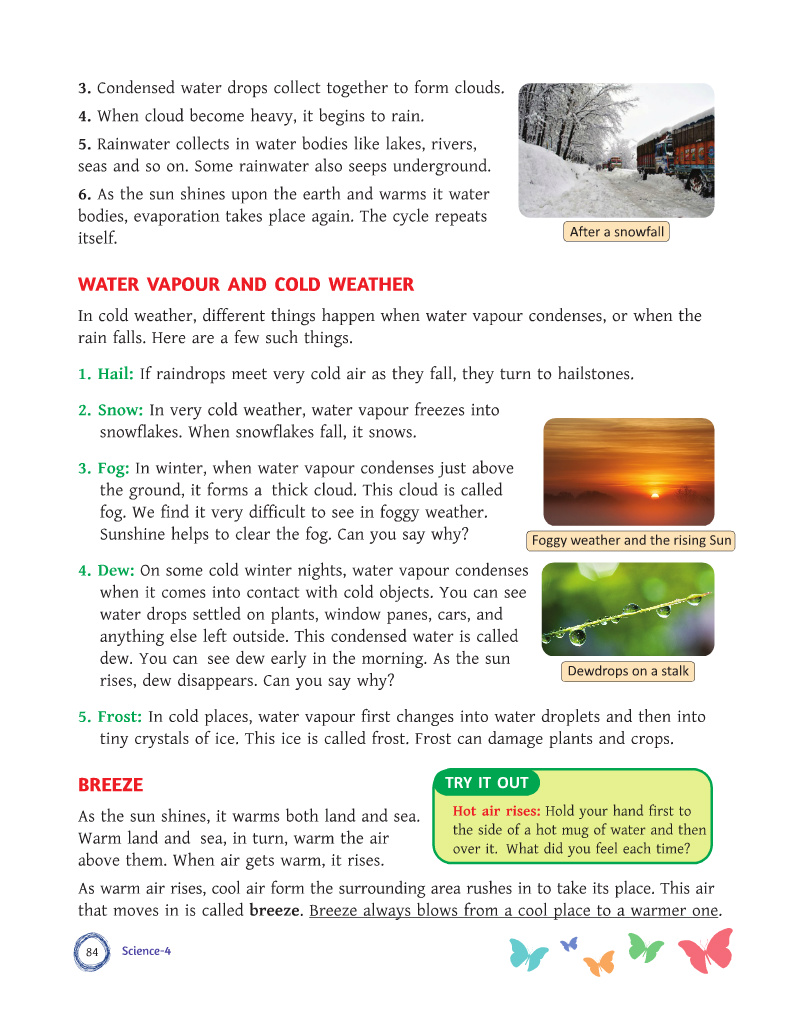 3. Condensed water drops collect together to form clouds.
4. When cloud become heavy, it begins to rain.
5. Rainwater collects in water bodies like lakes, rivers,
seas and so on. Some rainwater also seeps underground.
6. As the sun shines upon the earth and warms it water
bodies, evaporation takes place again. The cycle repeats
itself.
After a snowfall
WATER VAPOUR AND COLD WEATHER
In cold weather, different things happen when water vapour condenses, or when the
rain falls. Here are a few such things.
1. Hail: If raindrops meet very cold air as they fall, they turn to hailstones.
2. Snow: In very cold weather, water vapour freezes into
snowflakes. When snowflakes fall, it snows.
3. Fog: In winter, when water vapour condenses just above
the ground, it forms a thick cloud. This cloud is called
fog. We find it very difficult to see in foggy weather.
Sunshine helps to clear the fog. Can you say why?
Foggy weather and the rising Sun
4. Dew: On some cold winter nights, water vapour condenses
when it comes into contact with cold objects. You can see
water drops settled on plants, window panes, cars, and
anything else left outside. This condensed water is called
dew. You can see dew early in the morning. As the sun
rises, dew disappears. Can you say why?
Dewdrops on a stalk
5. Frost: In cold places, water vapour first changes into water droplets and then into
tiny crystals of ice. This ice is called frost. Frost can damage plants and crops.
BREEZE
As the sun shines, it warms both land and sea.
Warm land and sea, in turn, warm the air
above them. When air gets warm, it rises.
TRY IT OUT
Hot air rises: Hold your hand first to
the side of a hot mug of water and then
over it. What did you feel each time?
As warm air rises, cool air form the surrounding area rushes in to take its place. This air
that moves in is called breeze. Breeze always blows from a cool place to a warmer one.
84
Science-4